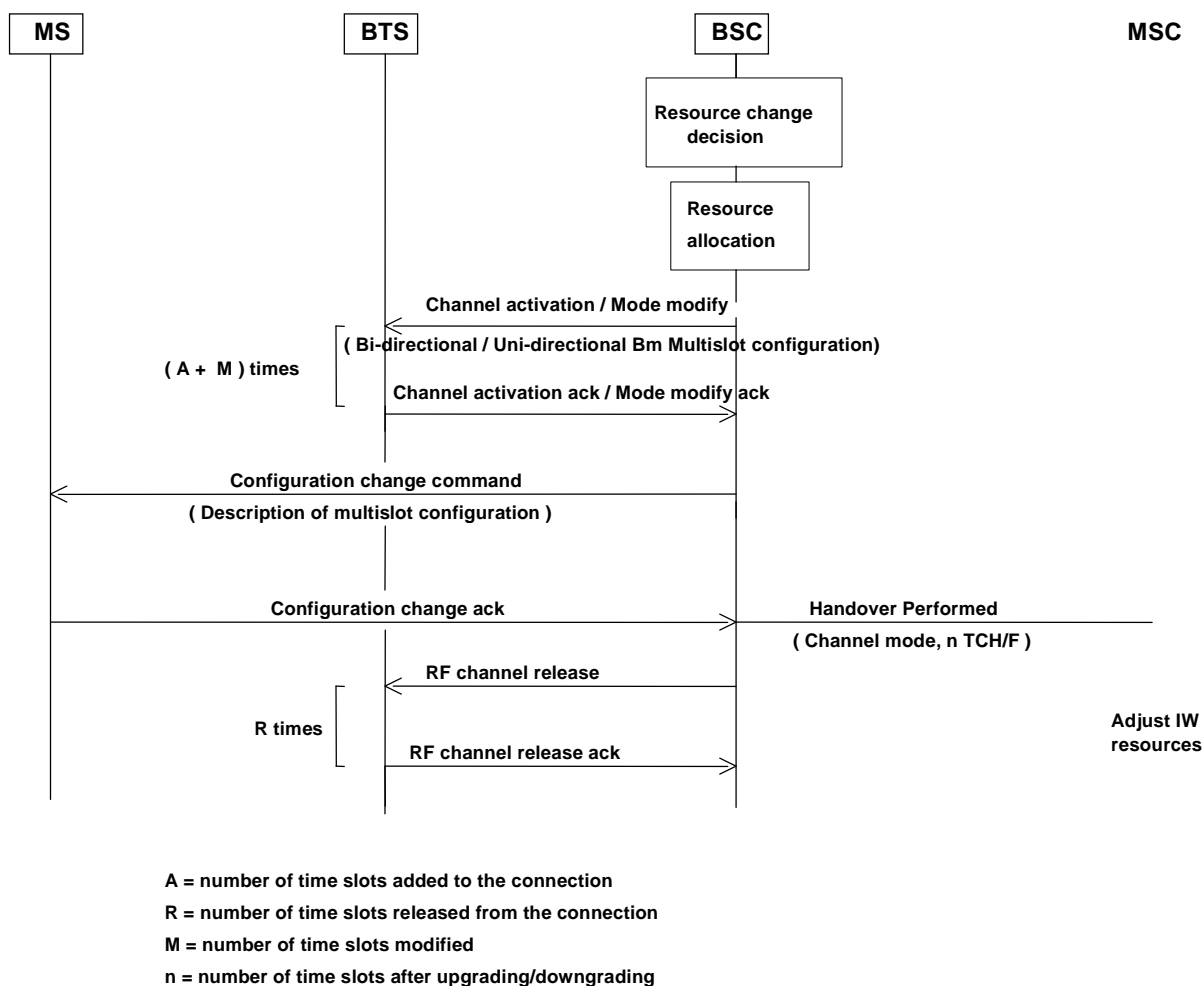 MS BTS BSC MSC
Resource change
decision
Resource
allocation
Channel activation / Mode modify
( Bi-directional / Uni-directional Bm Multislot configuration)
( A + M ) times
Channel activation ack / Mode modify ack
Configuration change command
( Description of multislot configuration )
Configuration change ack
Handover Performed
( Channel mode, n TCH/F )
RF channel release
R times
Adjust IW
resources
RF channel release ack
A = number of time slots added to the connection
R = number of time slots released from the connection
M = number of time slots modified
n = number of time slots after upgrading/downgrading